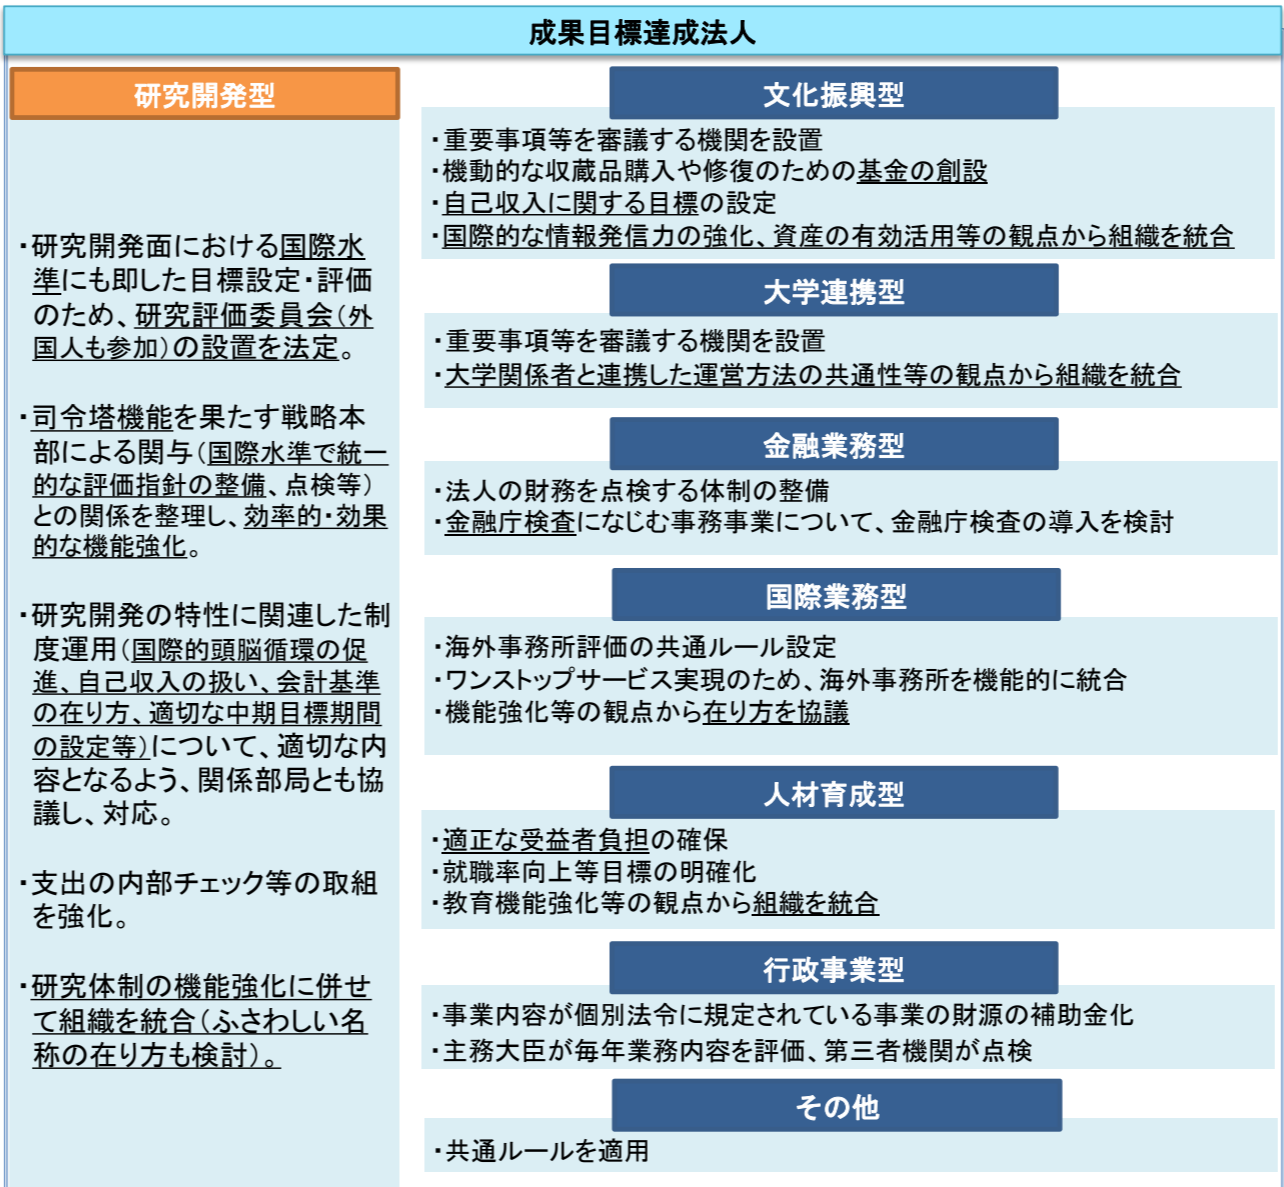 成果目標達成法人
研究開発型
・研究開発面における国際水
準にも即した目標設定・評価
のため、研究評価委員会（外
国人も参加）の設置を法定。
・司令塔機能を果たす戦略本
部による関与（国際水準で統一
的な評価指針の整備、点検等）
との関係を整理し、効率的・効果
的な機能強化。
・研究開発の特性に関連した制
度運用（国際的頭脳循環の促
進、自己収入の扱い、会計基準
の在り方、適切な中期目標期間
の設定等）について、適切な内
容となるよう、関係部局とも協
議し、対応。
・支出の内部チェック等の取組
を強化。
・研究体制の機能強化に併せ
て組織を統合（ふさわしい名
称の在り方も検討）。
文化振興型
・重要事項等を審議する機関を設置
・機動的な収蔵品購入や修復のための基金の創設
・自己収入に関する目標の設定
・国際的な情報発信力の強化、資産の有効活用等の観点から組織を統合
大学連携型
・重要事項等を審議する機関を設置
・大学関係者と連携した運営方法の共通性等の観点から組織を統合
金融業務型
・法人の財務を点検する体制の整備
・金融庁検査になじむ事務事業について、金融庁検査の導入を検討
国際業務型
・海外事務所評価の共通ルール設定
・ワンストップサービス実現のため、海外事務所を機能的に統合
・機能強化等の観点から在り方を協議
人材育成型
・適正な受益者負担の確保
・就職率向上等目標の明確化
・教育機能強化等の観点から組織を統合
行政事業型
・事業内容が個別法令に規定されている事業の財源の補助金化
・主務大臣が毎年業務内容を評価、第三者機関が点検
その他
・共通ルールを適用